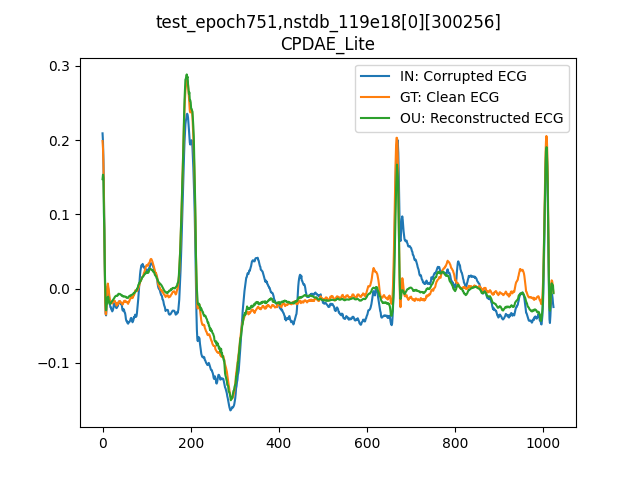 test_epoch751,nstdb_119e18[0][300256]
CPDAE_Lite
IN: Corrupted ECG
GT: Clean ECG
OU: Reconstructed ECG
0.3
0.2
0.1
0.0
−0.1
0
200
400
600
800
1000